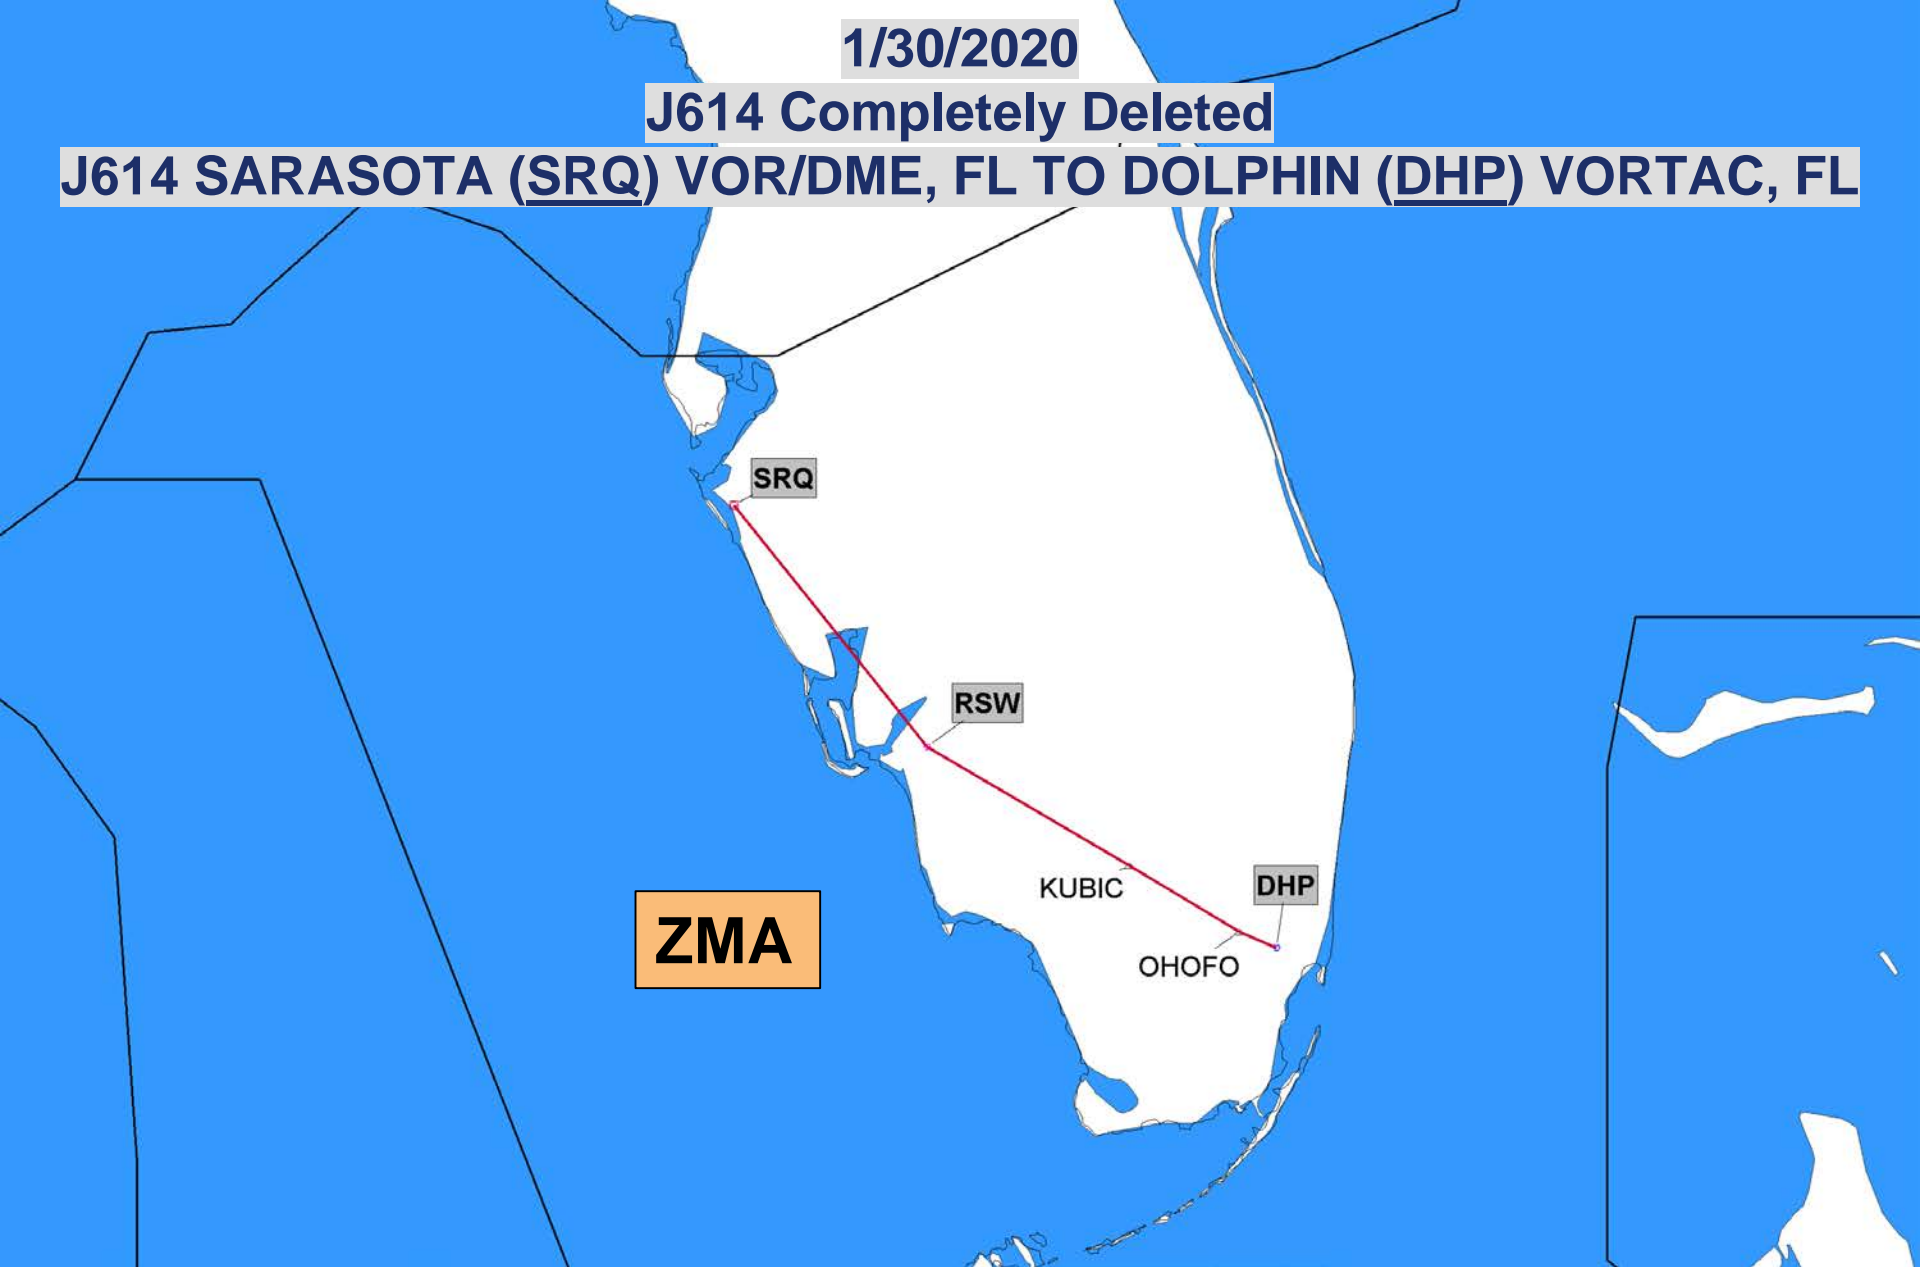 1/30/2020
J614 Completely Deleted
J614 SARASOTA (SRQ) VOR/DME, FL TO DOLPHIN (DHP) VORTAC, FL
SRQ
RSW
KUBIC
DHP
ZMA
OHOFO